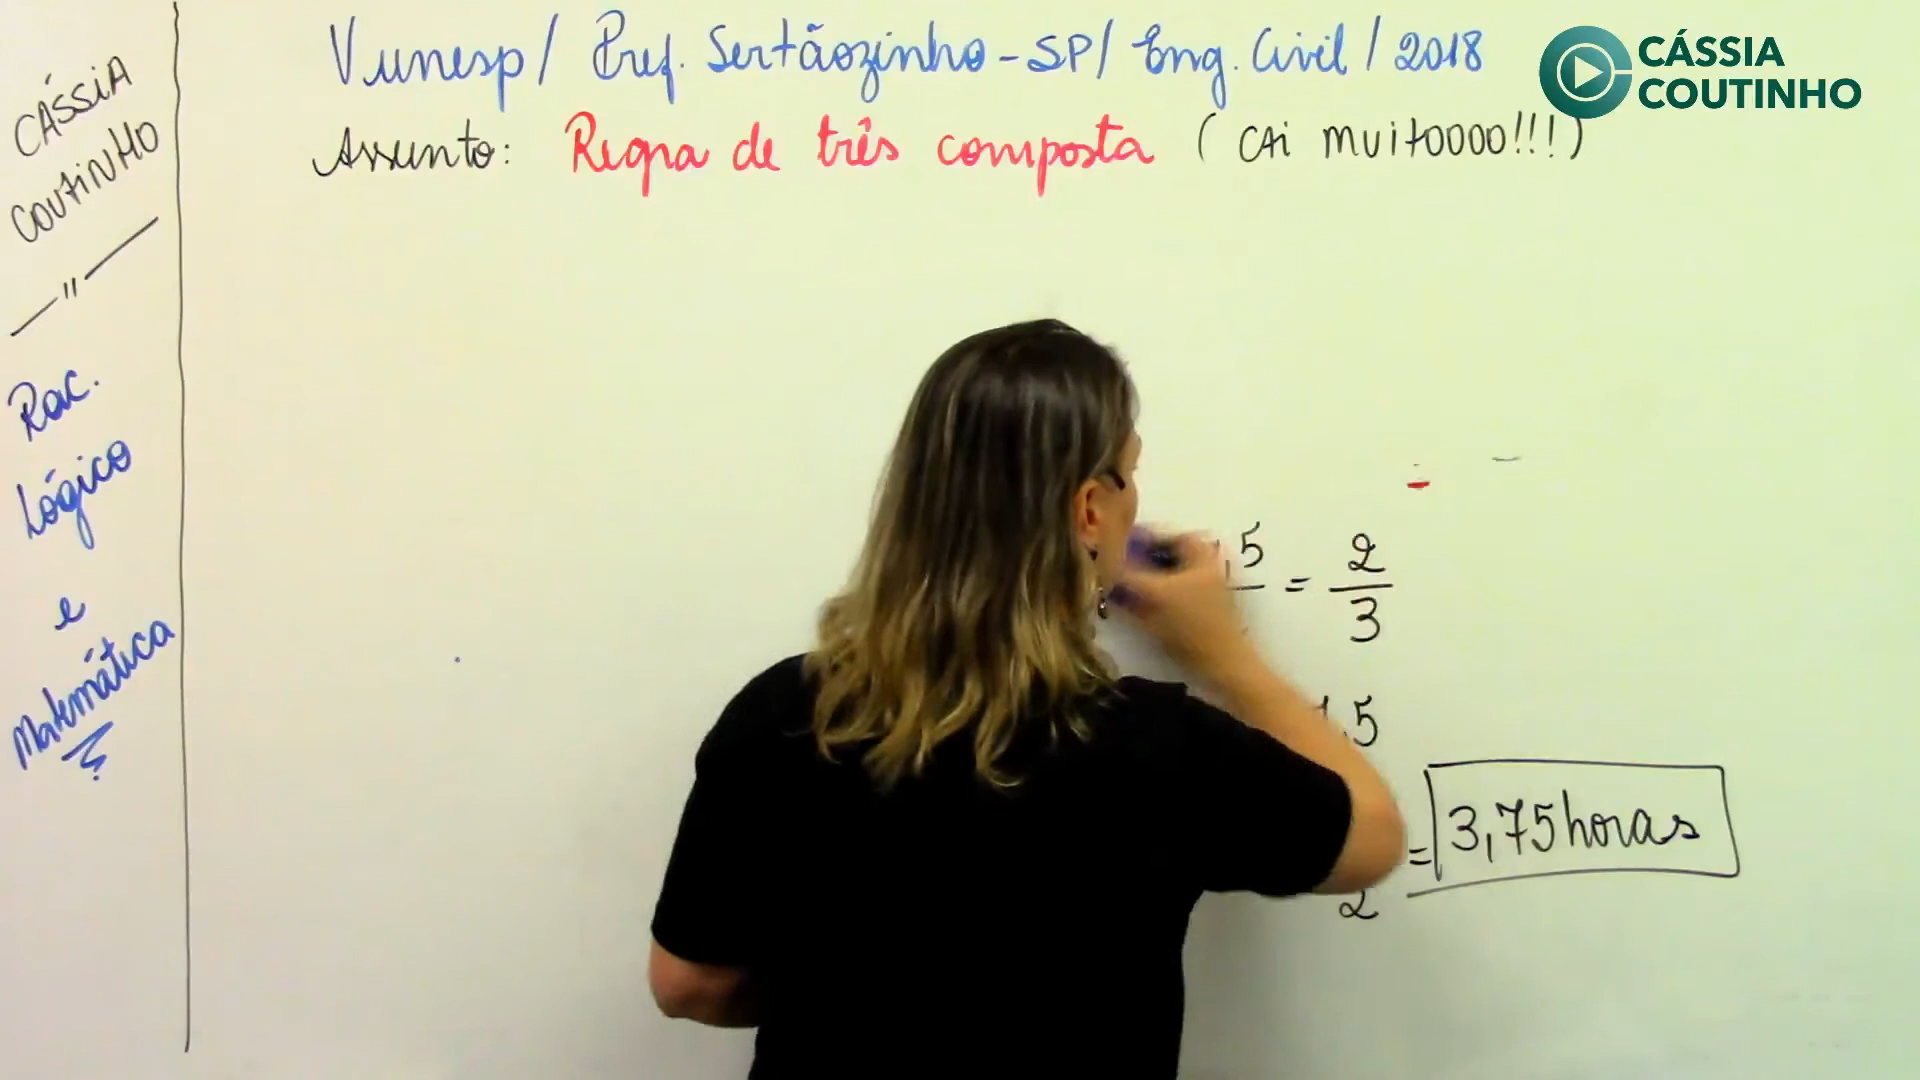 CÁSSIA
COUTINHO
Rac.
Lógico
e
Matemática
Vunesp / Pref. Sertãozinho - SP / Eng. Civil / 2018
Assunto: Regra de três composta ( CAi MUITOOOO!!! )
CÁSSIA
COUTINHO
,5 = 2
3
,5
= 3,75 horas
2